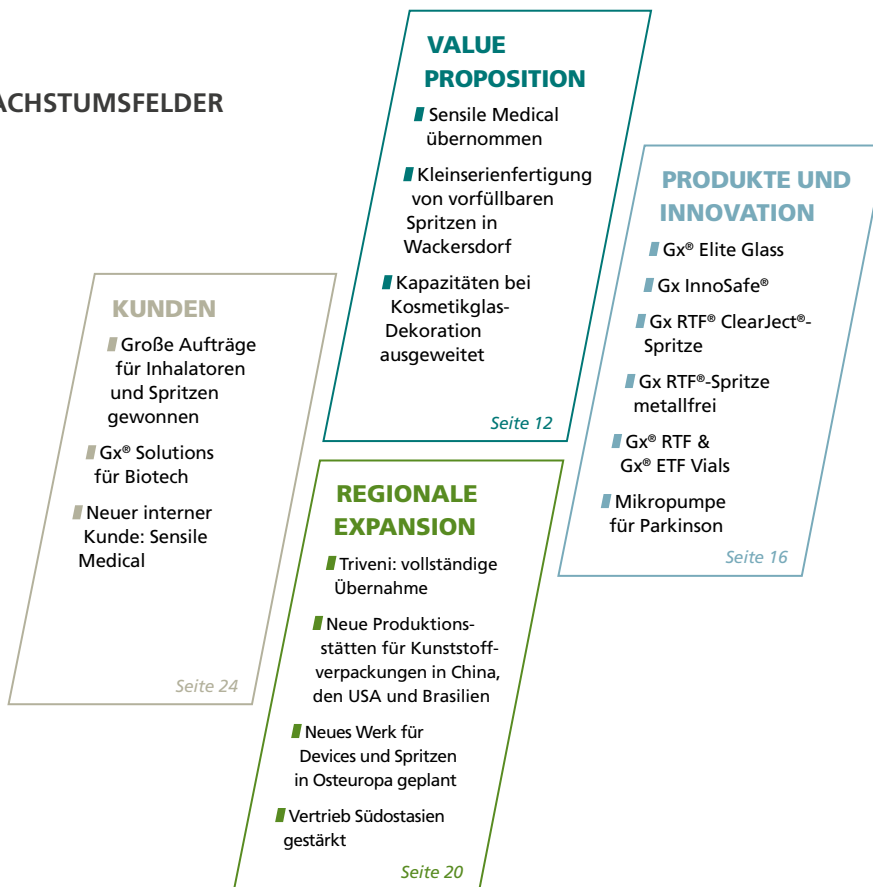 ACHSTUMSFELDER
VALUE
PROPOSITION
Sensile Medical
übernommen
Kleinserienfertigung
von vorfüllbaren
Spritzen in
Wackersdorf
Kapazitäten bei
Kosmetikglas-
Dekoration
ausgeweitet
Seite 12
PRODUKTE UND
INNOVATION
Gx® Elite Glass
Gx InnoSafe®
Gx RTF® ClearJect®-
Spritze
Gx RTF®-Spritze
metallfrei
Gx® RTF &
Gx® ETF Vials
Mikropumpe
für Parkinson
Seite 16
KUNDEN
Große Aufträge
für Inhalatoren
und Spritzen
gewonnen
Gx® Solutions
für Biotech
Neuer interner
Kunde: Sensile
Medical
Seite 24
REGIONALE
EXPANSION
Triveni: vollständige
Übernahme
Neue Produktions-
stätten für Kunststoff-
verpackungen in China,
den USA und Brasilien
Neues Werk für
Devices und Spritzen
in Osteuropa geplant
Vertrieb Südostasien
gestärkt
Seite 20